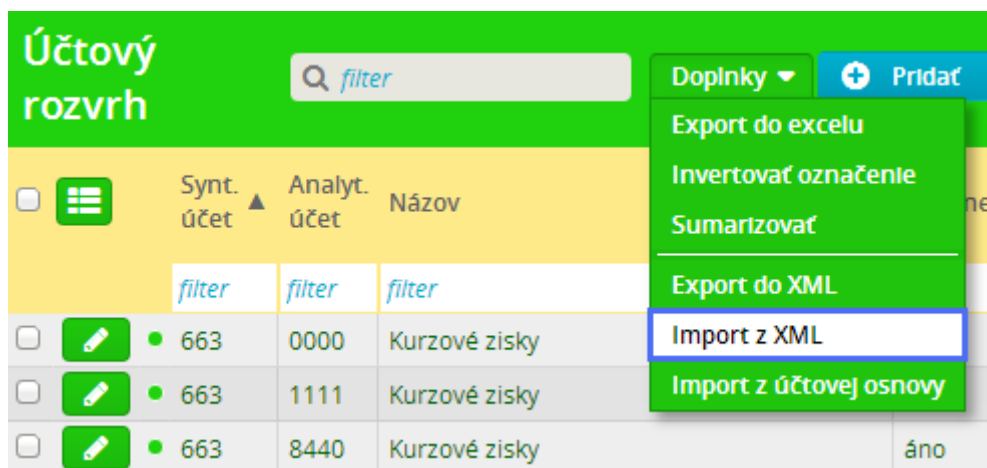 Účtový
rozvrh
filter
Doplnky
Pridať
Export do excelu
Invertovať označenie
Sumarizovať
Export do XML
Import z XML
Import z účtovej osnovy
Synt.
účet
Analyt.
účet
Názov
ne
filter
filter
filter
663 0000 Kurzové zisky
663 1111 Kurzové zisky
663 8440 Kurzové zisky áno